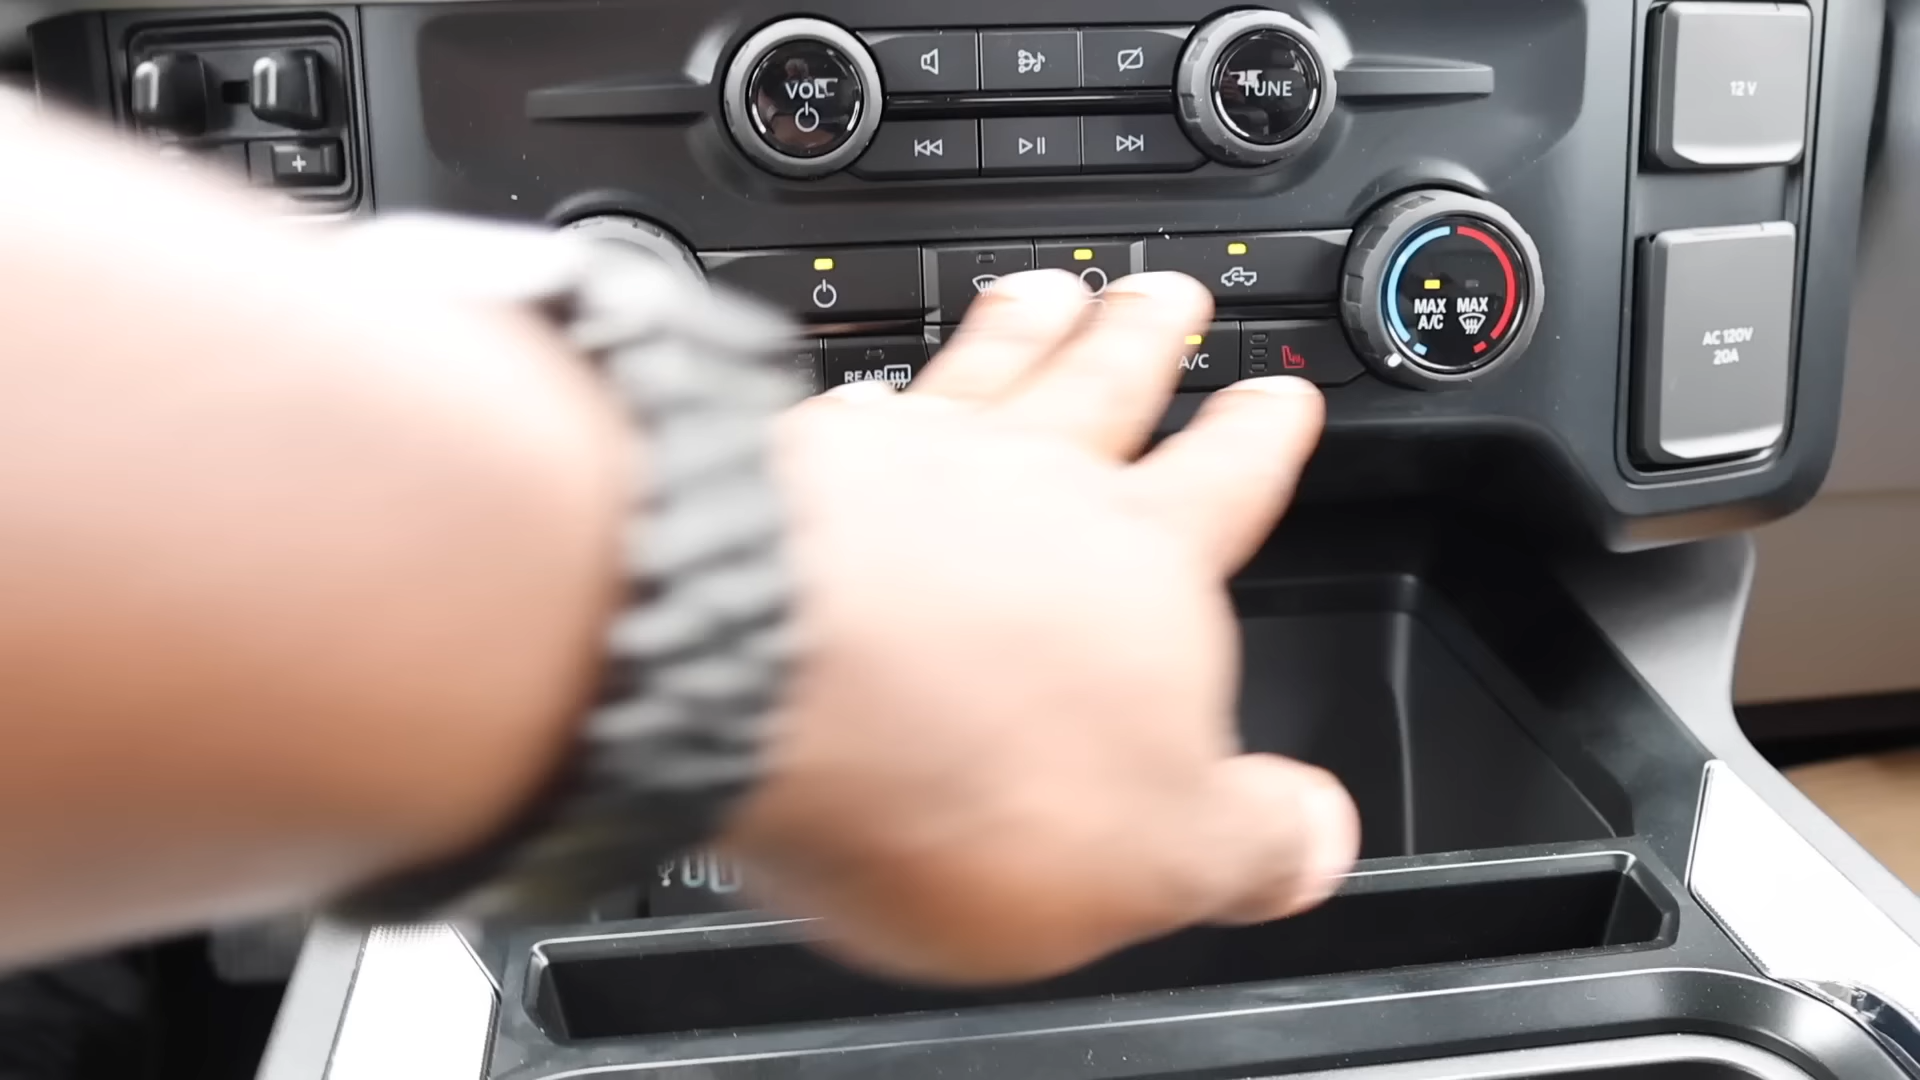 VOL
TUNE
12 V
MAX MAX
A/C
AC 120V
20A
A/C
REAR
+